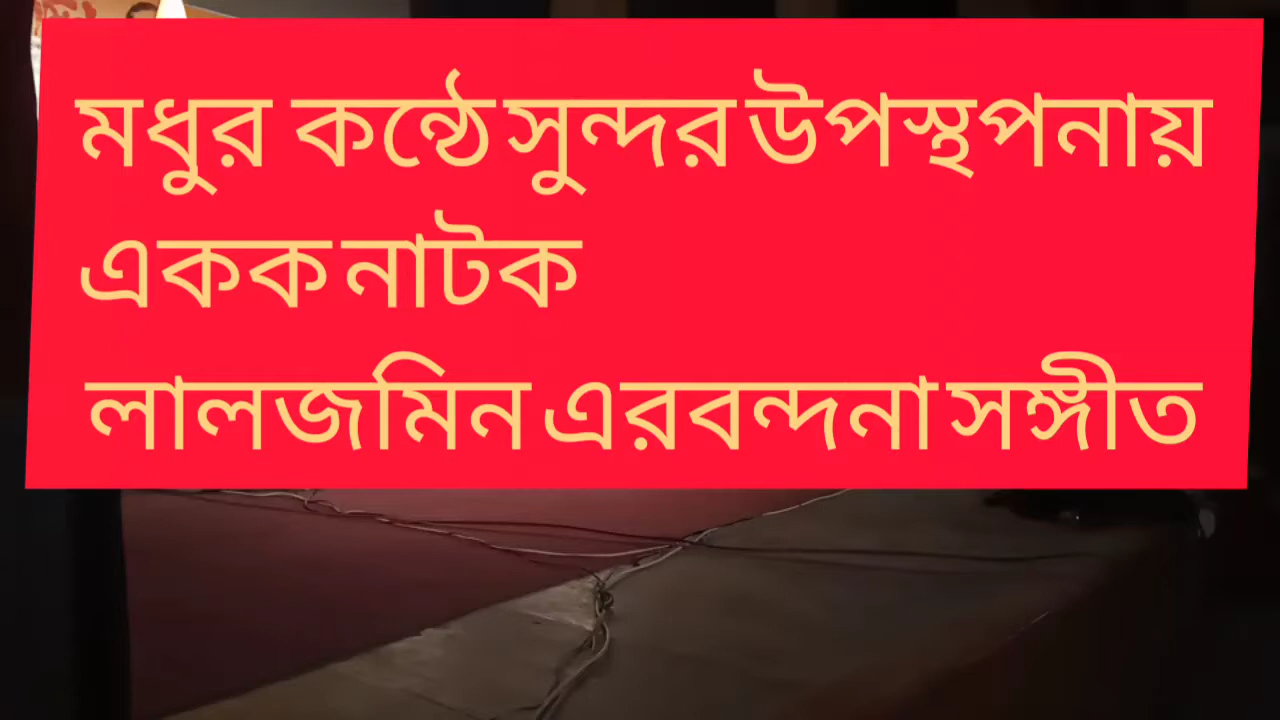 মধুর কন্ঠে সুন্দর উপস্থপনায়
একক নাটক
লালজমিন এরবন্দনা সঙ্গীত